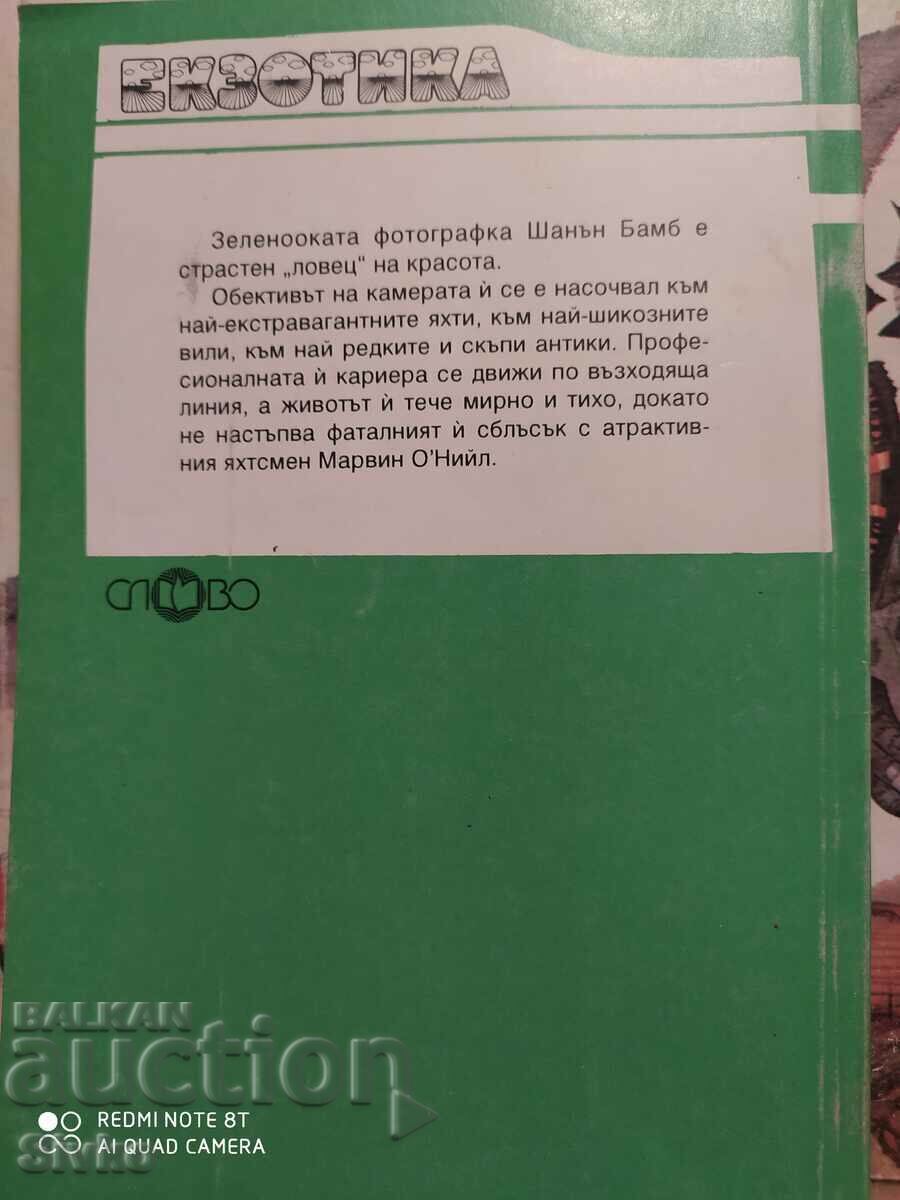 ЕКЗОТИКА
Зеленооката фотографка Шанън Бамб е
страстен „ловец“ на красота.
Обективът на камерата ѝ се е насочвал към
най-екстравагантните яхти, към най-шикозните
вили, към най редките и скъпи антики. Профе-
сионалната ѝ кариера се движи по възходяща
линия, а животът ѝ тече мирно и тихо, докато
не настъпва фаталният ѝ сблъсък с атрактив-
ния яхтсмен Марвин О’Нийл.
СЛОВО
BALKAN
auction
REDMI NOTE 8T
AI QUAD CAMERA
Sivko